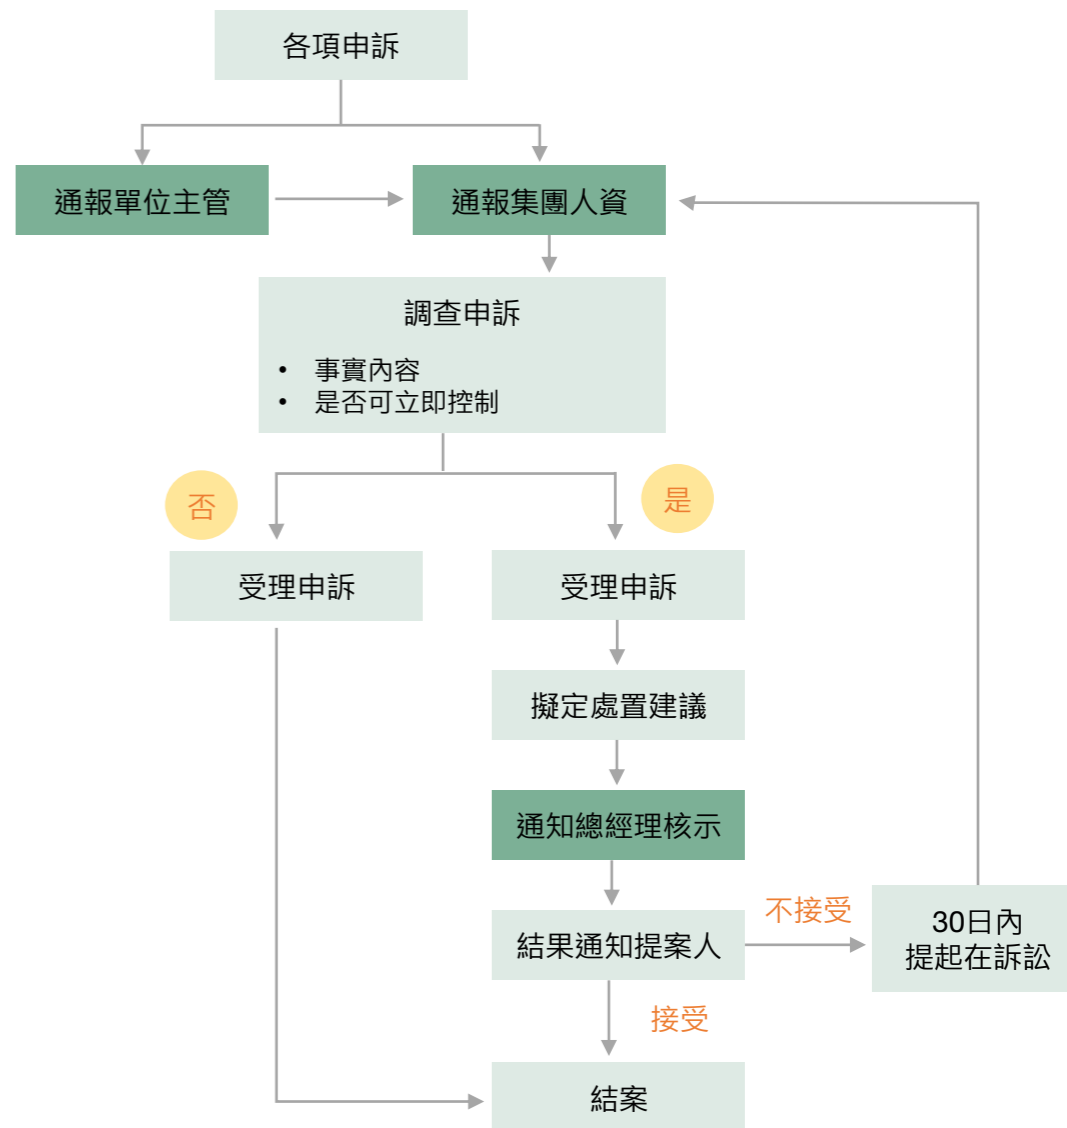 各項申訴
通報單位主管
通報集團人資
調查申訴
• 事實內容
• 是否可立即控制
否
是
受理申訴
受理申訴
擬定處置建議
通知總經理核示
結果通知提案人
不接受
30日內
提起在訴訟
接受
結案